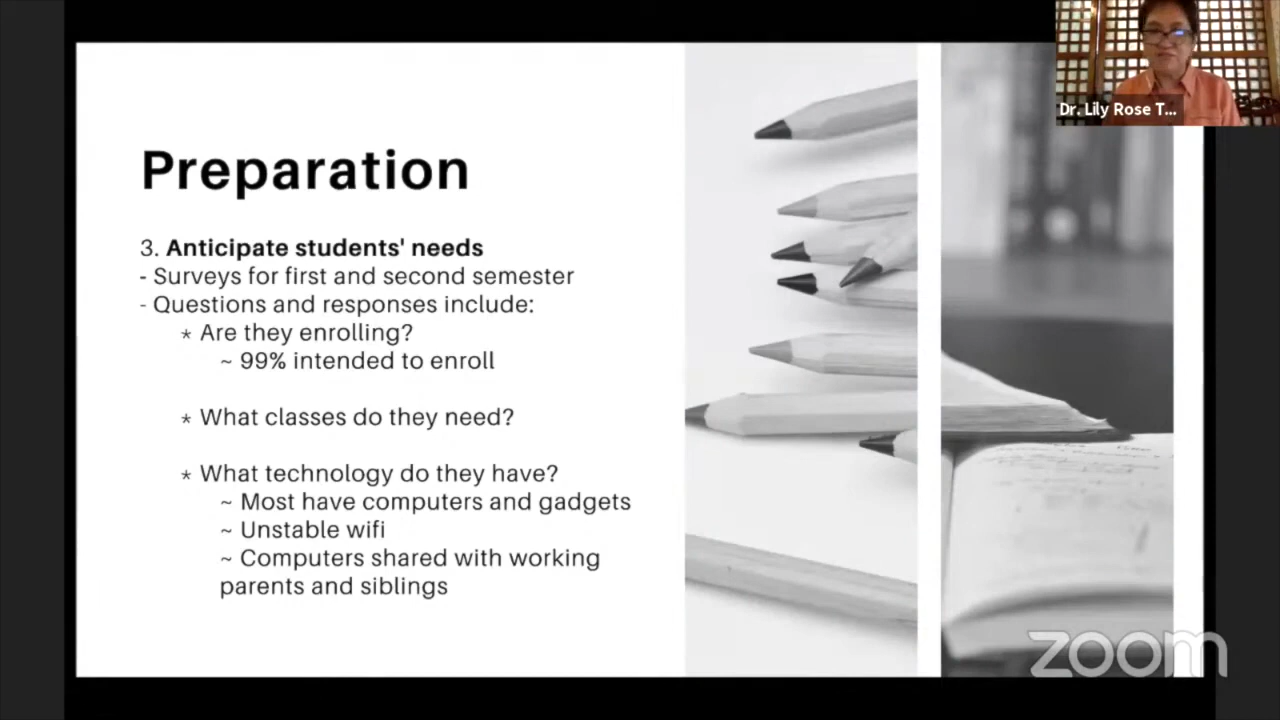 Preparation
3. Anticipate students' needs
- Surveys for first and second semester
- Questions and responses include:
* Are they enrolling?
~ 99% intended to enroll
* What classes do they need?
* What technology do they have?
~ Most have computers and gadgets
~ Unstable wifi
~ Computers shared with working
parents and siblings
Dr. Lily Rose T...
zoom